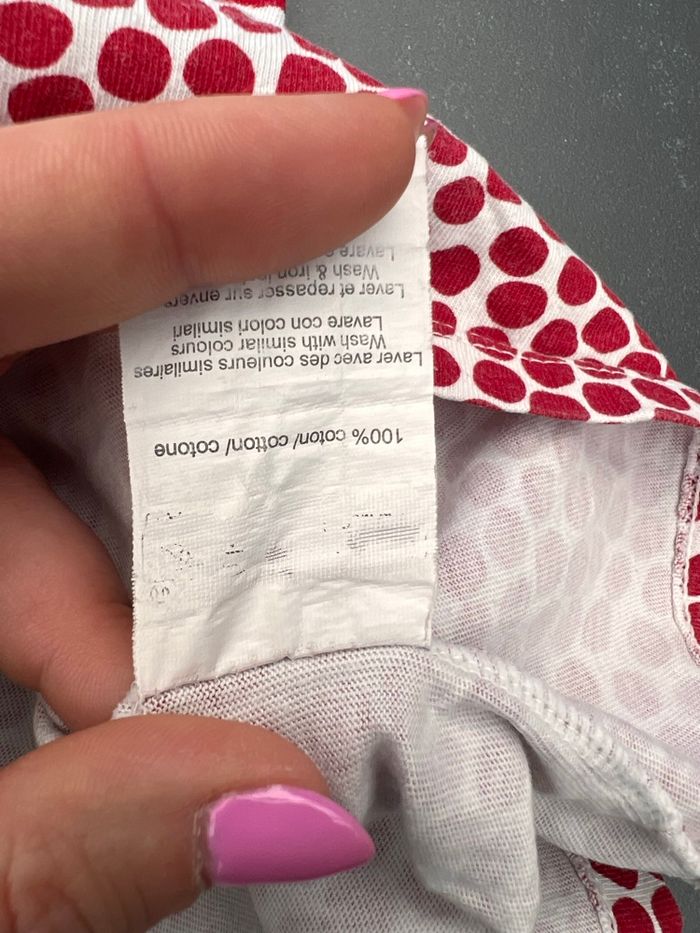 100% coton/ cotton/ cotone
Laver avec des couleurs similaires
Wash with similar colours
Lavare con colori similari
Laver et repasser sur envers
Wash & iron
Lavare